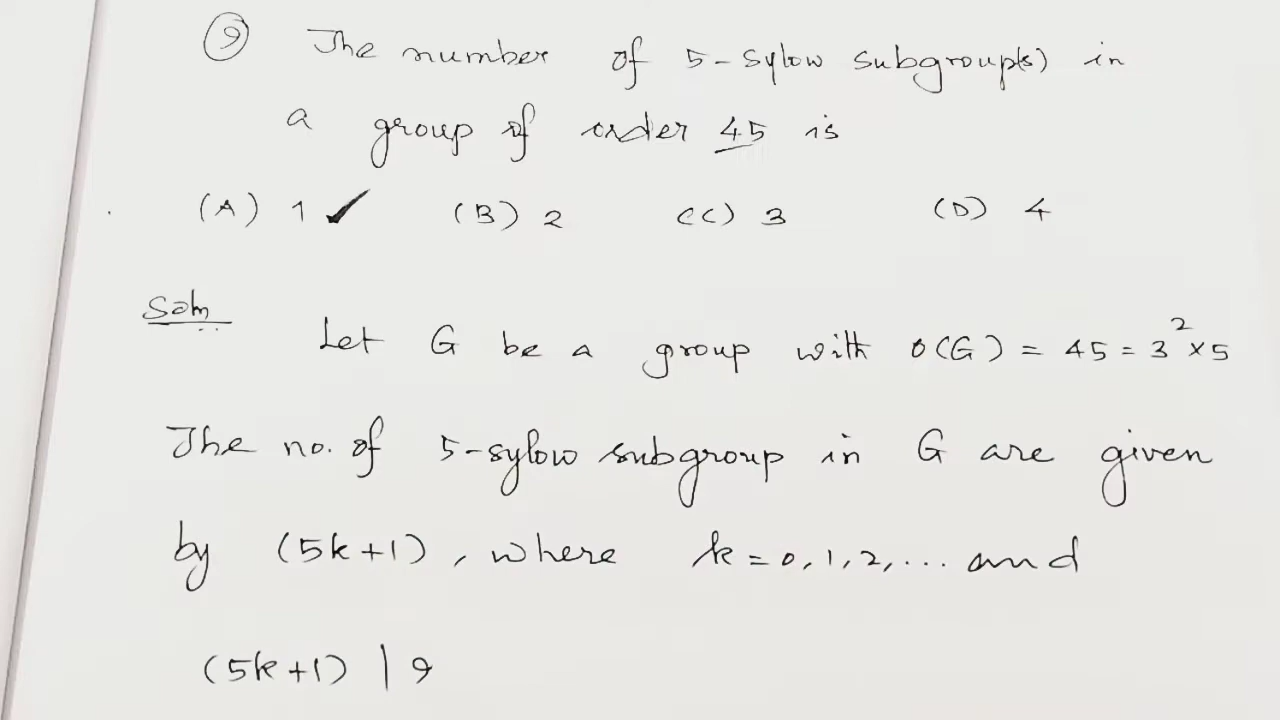 9 The number of 5-sylow subgroup(s) in
a group of order 45 is
(A) 1 ✓ (B) 2 (C) 3 (D) 4
Soln
Let G be a group with O(G) = 45 = 3² × 5
The no. of 5-sylow subgroup in G are given
by (5k+1), where k = 0, 1, 2, ... and
(5k+1) | 9